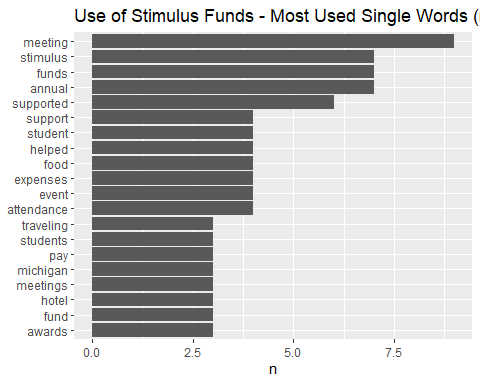 Use of Stimulus Funds - Most Used Single Words (
meeting
stimulus
funds
annual
supported
support
student
helped
food
expenses
event
attendance
traveling
students
pay
michigan
meetings
hotel
fund
awards
0.0 2.5 5.0 7.5
n